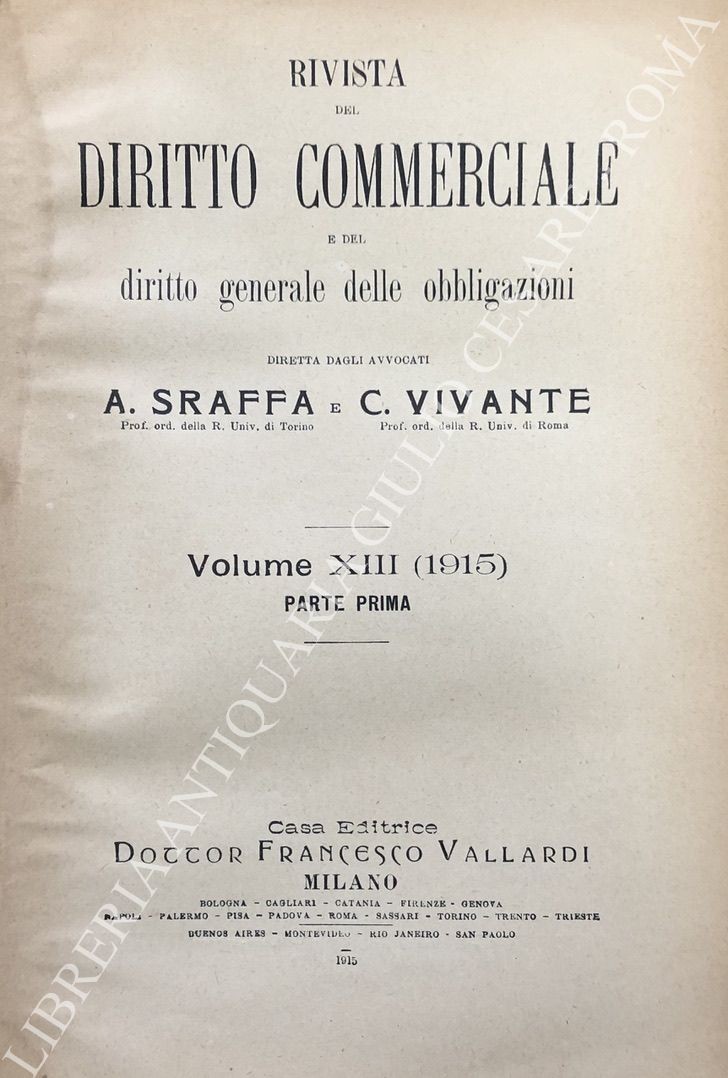 RIVISTA
DEL
DIRITTO COMMERCIALE
E DEL
diritto generale delle obbligazioni
DIRETTA DAGLI AVVOCATI
A. SRAFFA E C. VIVANTE
Prof. ord. della R. Univ. di Torino Prof. ord. della R. Univ. di Roma
Volume XIII (1915)
PARTE PRIMA
Casa Editrice
DOTTOR FRANCESCO VALLARDI
MILANO
BOLOGNA - CAGLIARI - CATANIA - FIRENZE - GENOVA
NAPOLI - PALERMO - PISA - PADOVA - ROMA - SASSARI - TORINO - TRENTO - TRIESTE
BUENOS AIRES - MONTEVIDEO - RIO JANEIRO - SAN PAOLO
1915
LIBRERIA ANTIQUARIA GIULIO CESARE ROMA